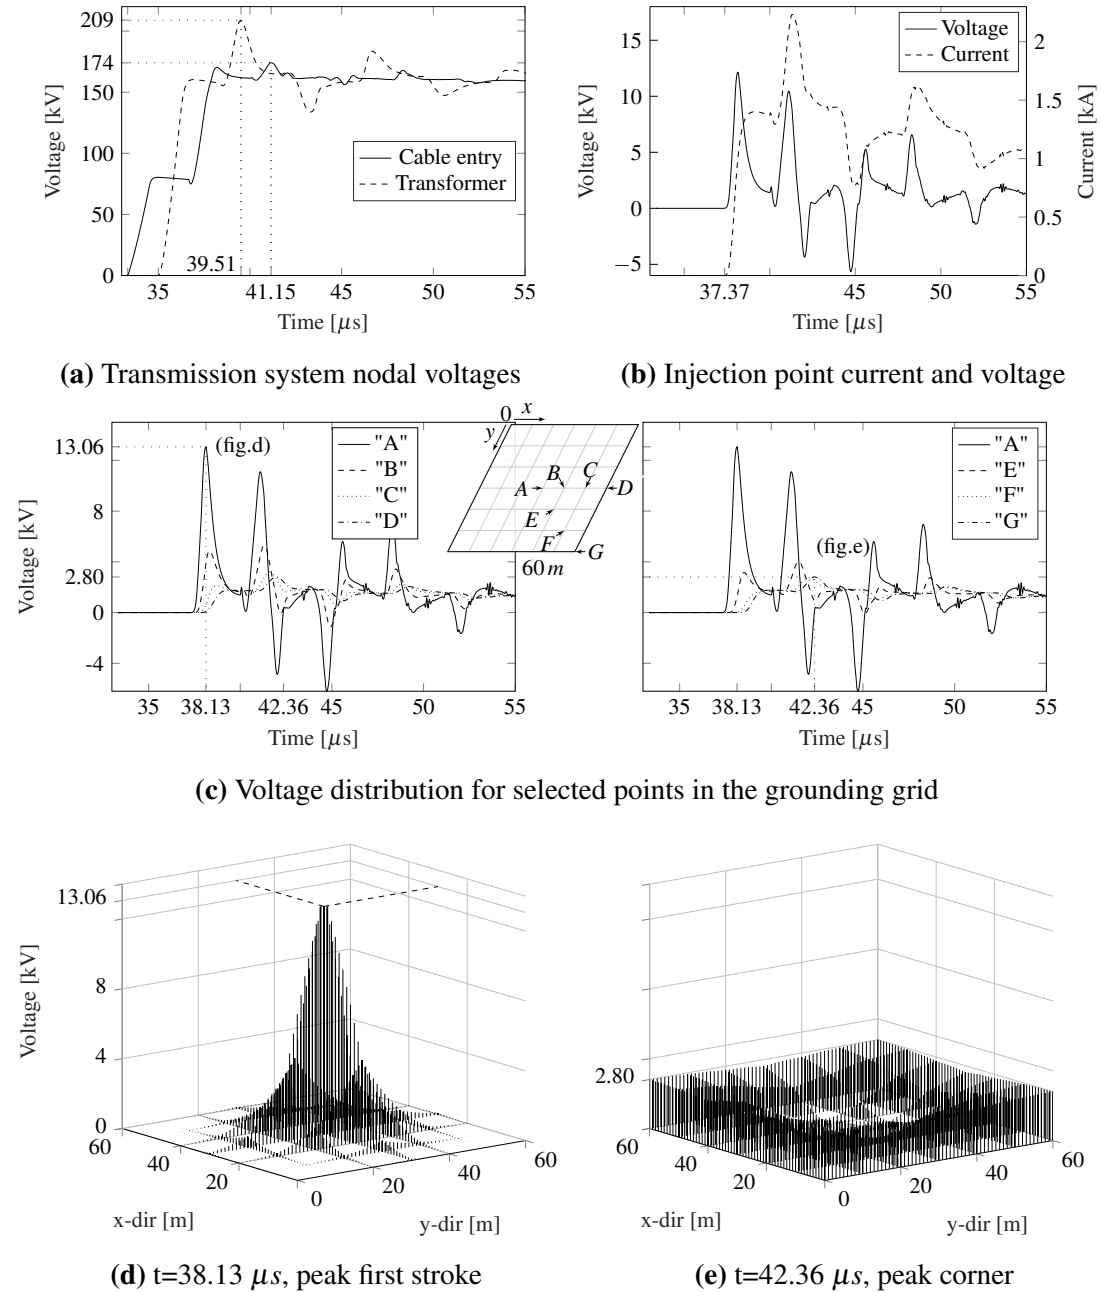 209
174
150
100
50
0
Voltage [kV]
Cable entry
Transformer
39.51
35
41.15
45
50
55
Time [μs]
15
10
5
0
−5
Voltage [kV]
Voltage
Current
2
1.5
1
0.5
0
Current [kA]
37.37
45
50
55
Time [μs]
(a) Transmission system nodal voltages
(b) Injection point current and voltage
13.06
8
2.80
0
-4
Voltage [kV]
(fig.d)
"A"
"B"
"C"
"D"
35
38.13
42.36
45
50
55
Time [μs]
0
x
y
A
B
C
D
E
F
G
60m
(fig.e)
"A"
"E"
"F"
"G"
35
38.13
42.36
45
50
55
Time [μs]
(c) Voltage distribution for selected points in the grounding grid
13.06
8
4
0
Voltage [kV]
60
40
20
0
20
40
60
x-dir [m]
y-dir [m]
2.80
60
40
20
0
20
40
60
x-dir [m]
y-dir [m]
(d) t=38.13 μs, peak first stroke
(e) t=42.36 μs, peak corner